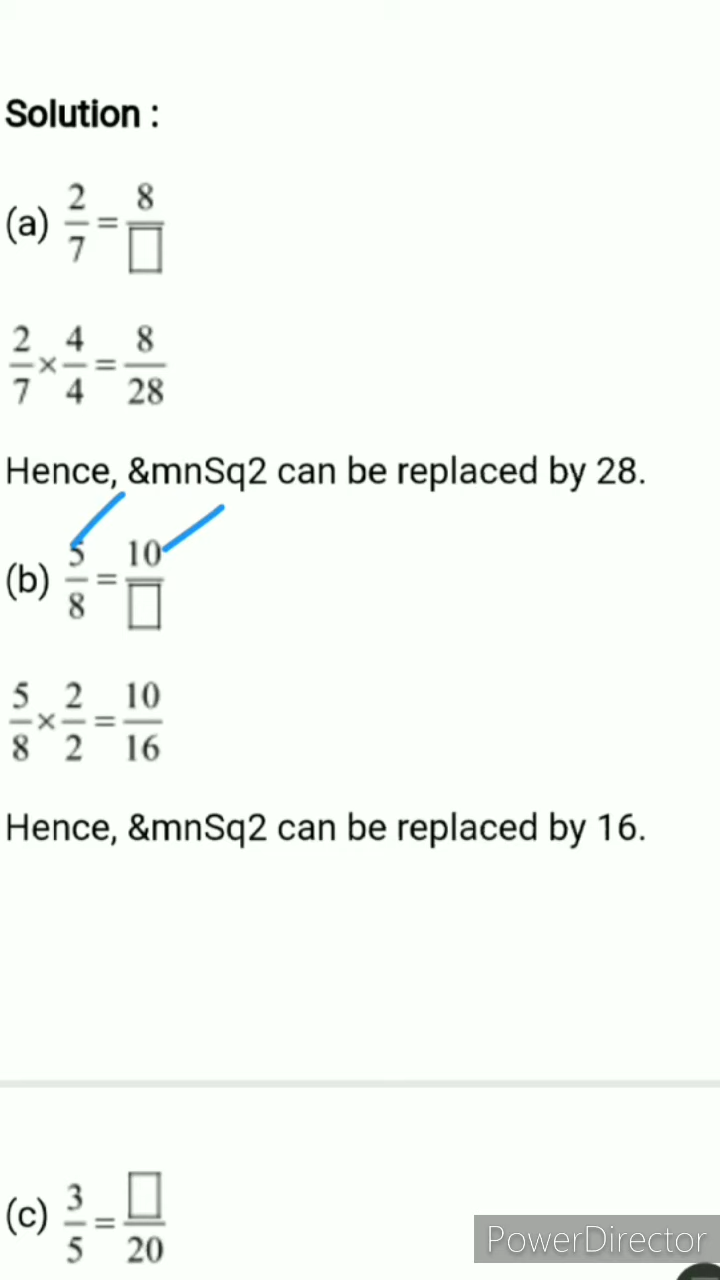 Solution :
(a) 2/7 = 8/□
2/7 × 4/4 = 8/28
Hence, &mnSq2 can be replaced by 28.
(b) 5/8 = 10/□
5/8 × 2/2 = 10/16
Hence, &mnSq2 can be replaced by 16.
(c) 3/5 = □/20
PowerDirector